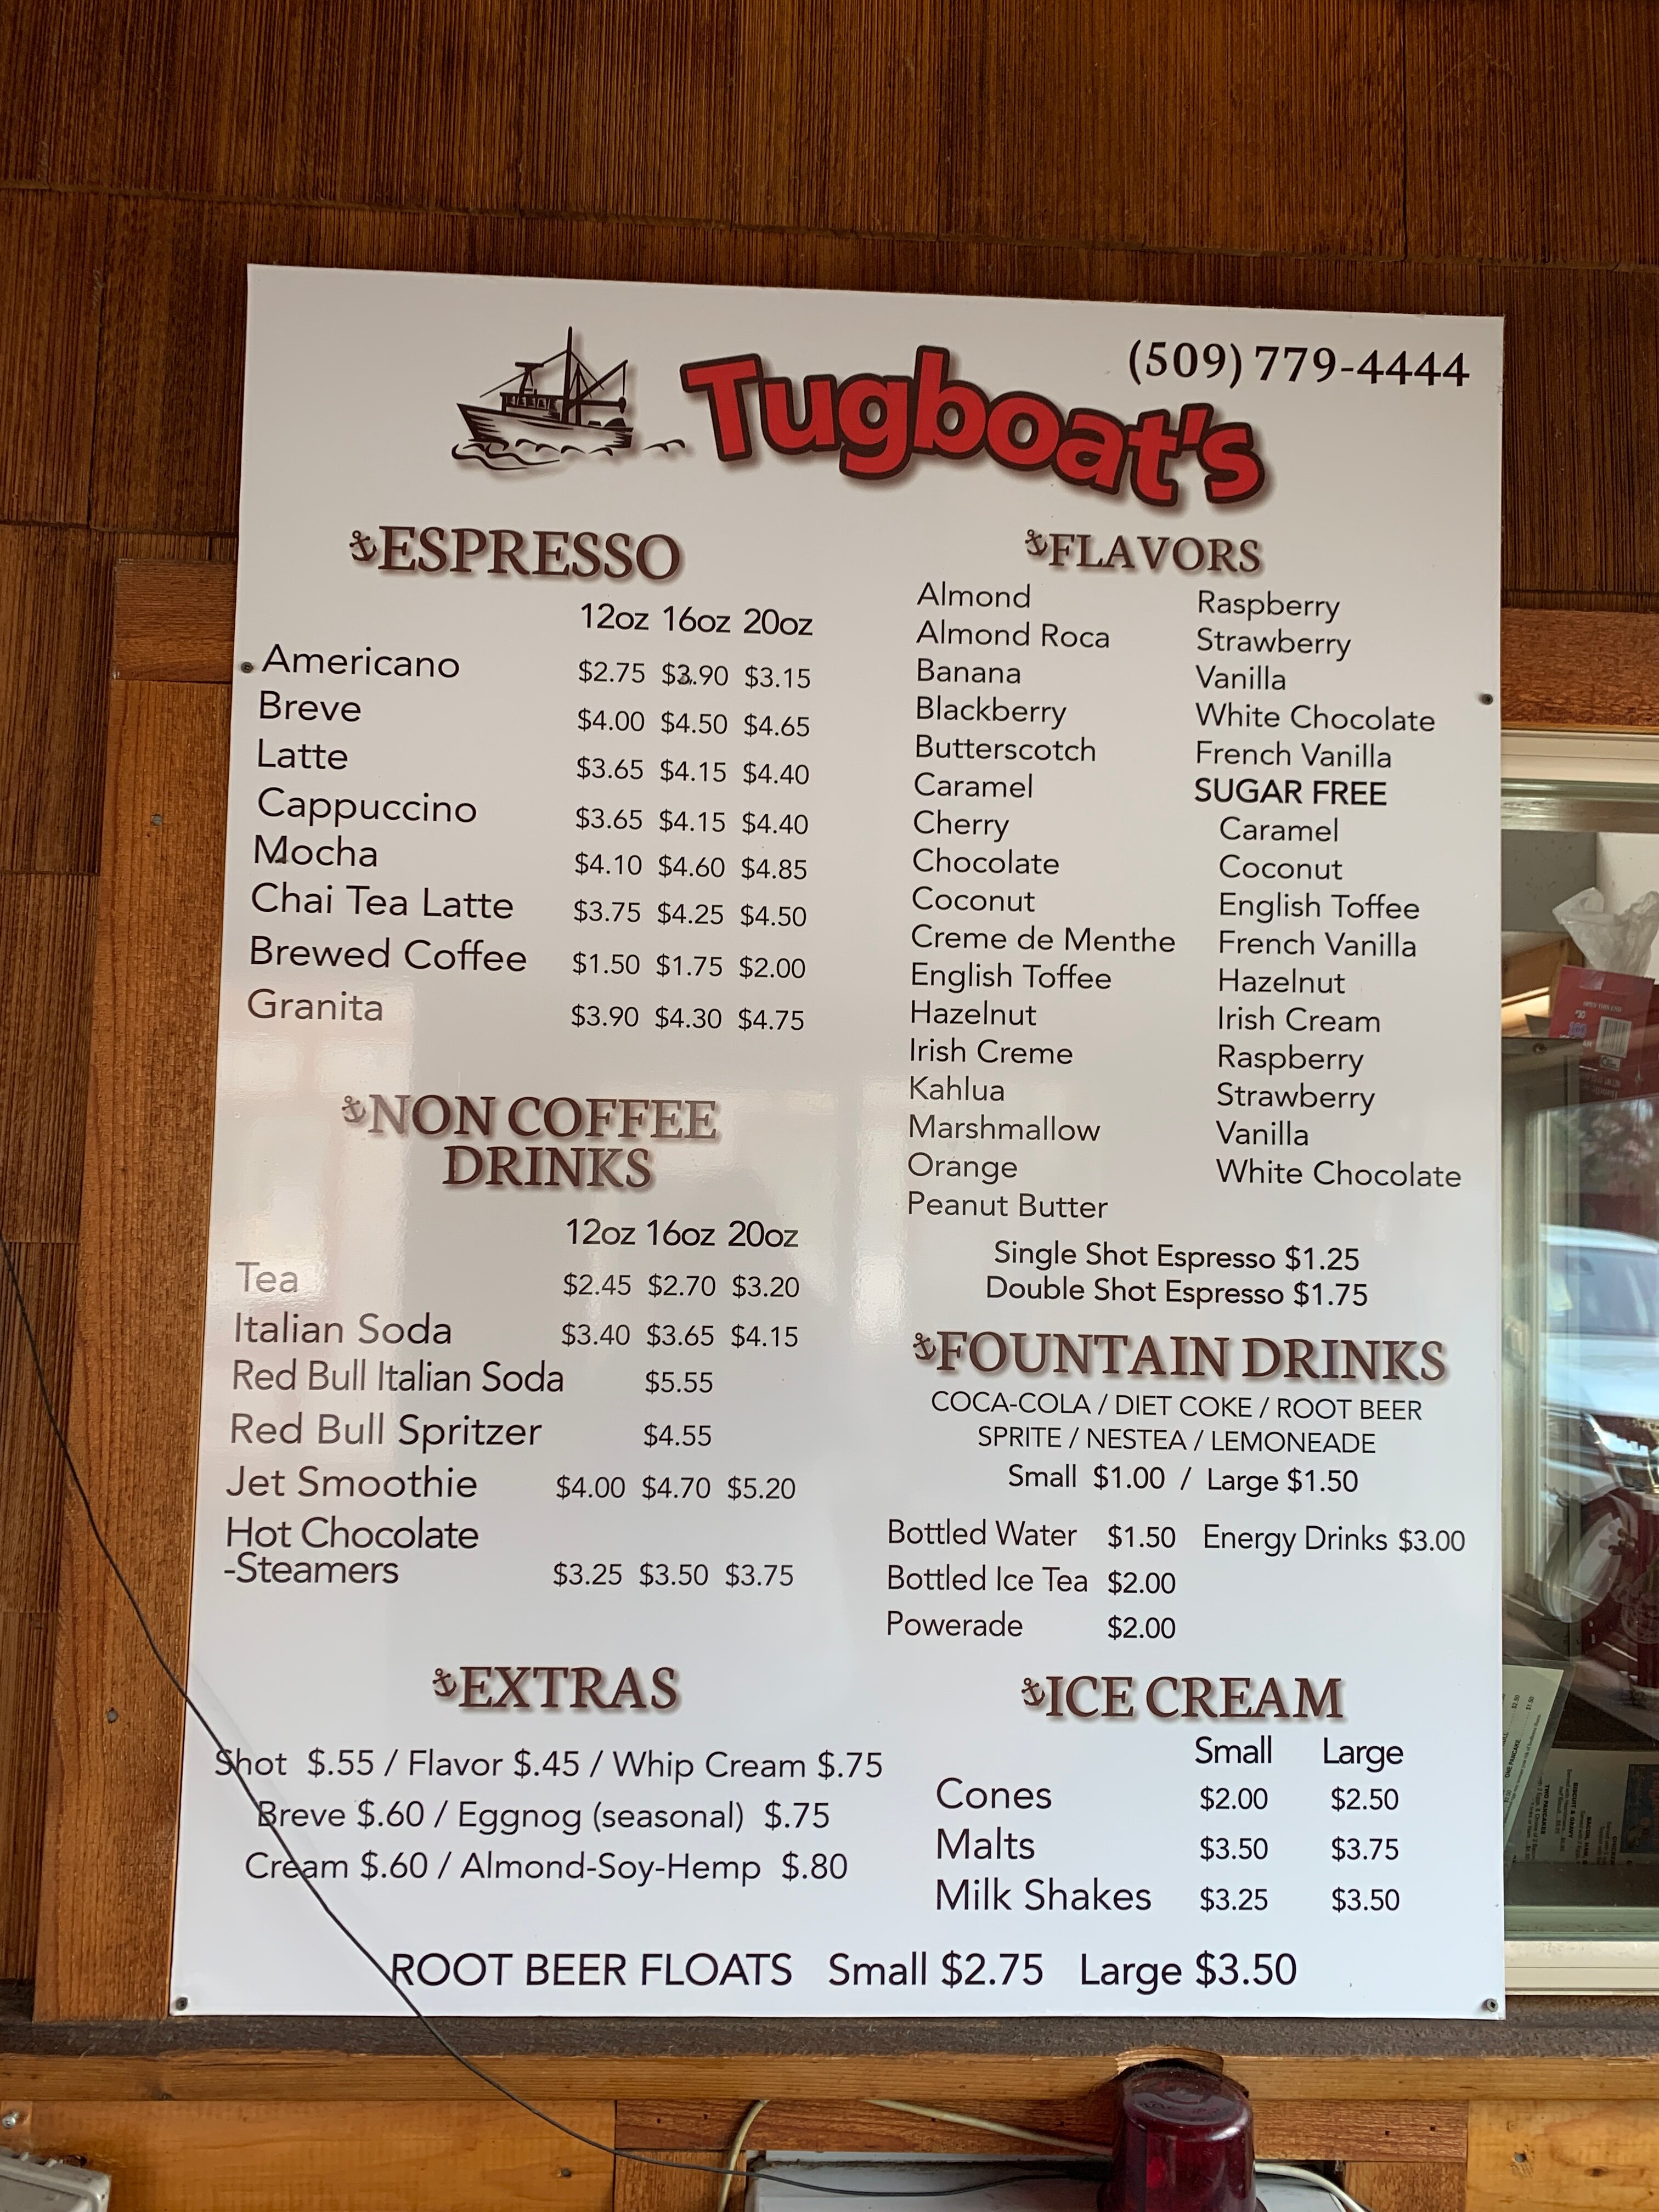 (509) 779-4444
Tugboat's
ESPRESSO
12oz 16oz 20oz
Americano $2.75 $3.90 $3.15
Breve $4.00 $4.50 $4.65
Latte $3.65 $4.15 $4.40
Cappuccino $3.65 $4.15 $4.40
Mocha $4.10 $4.60 $4.85
Chai Tea Latte $3.75 $4.25 $4.50
Brewed Coffee $1.50 $1.75 $2.00
Granita $3.90 $4.30 $4.75
NON COFFEE
DRINKS
12oz 16oz 20oz
Tea $2.45 $2.70 $3.20
Italian Soda $3.40 $3.65 $4.15
Red Bull Italian Soda $5.55
Red Bull Spritzer $4.55
Jet Smoothie $4.00 $4.70 $5.20
Hot Chocolate
-Steamers $3.25 $3.50 $3.75
EXTRAS
Shot $.55 / Flavor $.45 / Whip Cream $.75
Breve $.60 / Eggnog (seasonal) $.75
Cream $.60 / Almond-Soy-Hemp $.80
FLAVORS
Almond
Almond Roca
Banana
Blackberry
Butterscotch
Caramel
Cherry
Chocolate
Coconut
Creme de Menthe
English Toffee
Hazelnut
Irish Creme
Kahlua
Marshmallow
Orange
Peanut Butter
Raspberry
Strawberry
Vanilla
White Chocolate
French Vanilla
SUGAR FREE
Caramel
Coconut
English Toffee
French Vanilla
Hazelnut
Irish Cream
Raspberry
Strawberry
Vanilla
White Chocolate
Single Shot Espresso $1.25
Double Shot Espresso $1.75
FOUNTAIN DRINKS
COCA-COLA / DIET COKE / ROOT BEER
SPRITE / NESTEA / LEMONEADE
Small $1.00 / Large $1.50
Bottled Water $1.50 Energy Drinks $3.00
Bottled Ice Tea $2.00
Powerade $2.00
ICE CREAM
Small Large
Cones $2.00 $2.50
Malts $3.50 $3.75
Milk Shakes $3.25 $3.50
ROOT BEER FLOATS Small $2.75 Large $3.50